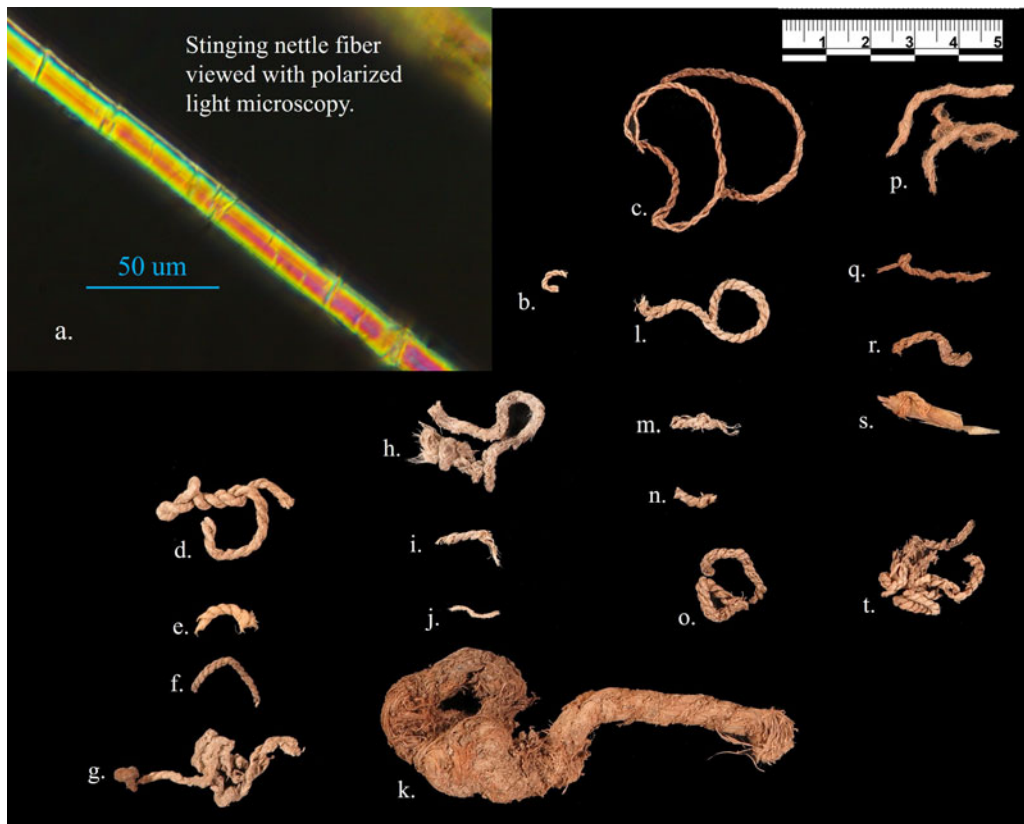 Stinging nettle fiber
viewed with polarized
light microscopy.
50 um
a.
1 2 3 4 5
c.
p.
b.
q.
l.
r.
h.
m.
s.
d.
n.
i.
e.
j.
o.
t.
f.
g.
k.